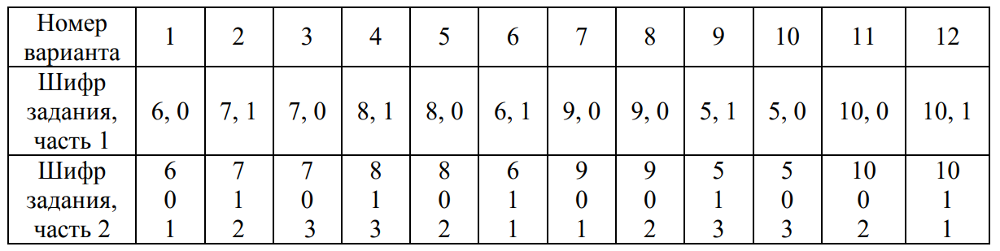 Номер варианта 1 2 3 4 5 6 7 8 9 10 11 12
Шифр задания, часть 1 6, 0 7, 1 7, 0 8, 1 8, 0 6, 1 9, 0 9, 0 5, 1 5, 0 10, 0 10, 1
Шифр 6 7 7 8 8 6 9 9 5 5 10 10
задания, 0 1 0 1 0 1 0 0 1 0 0 1
часть 2 1 2 3 3 2 1 1 2 3 3 2 1